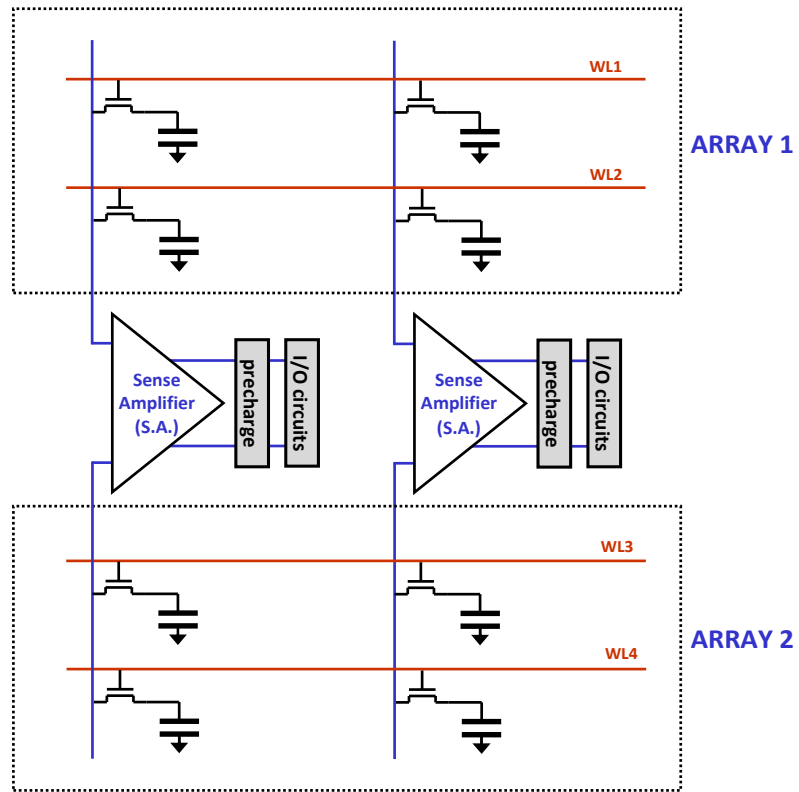 WL1
ARRAY 1
WL2
Sense
Amplifier
(S.A.)
precharge
I/O circuits
Sense
Amplifier
(S.A.)
precharge
I/O circuits
WL3
ARRAY 2
WL4